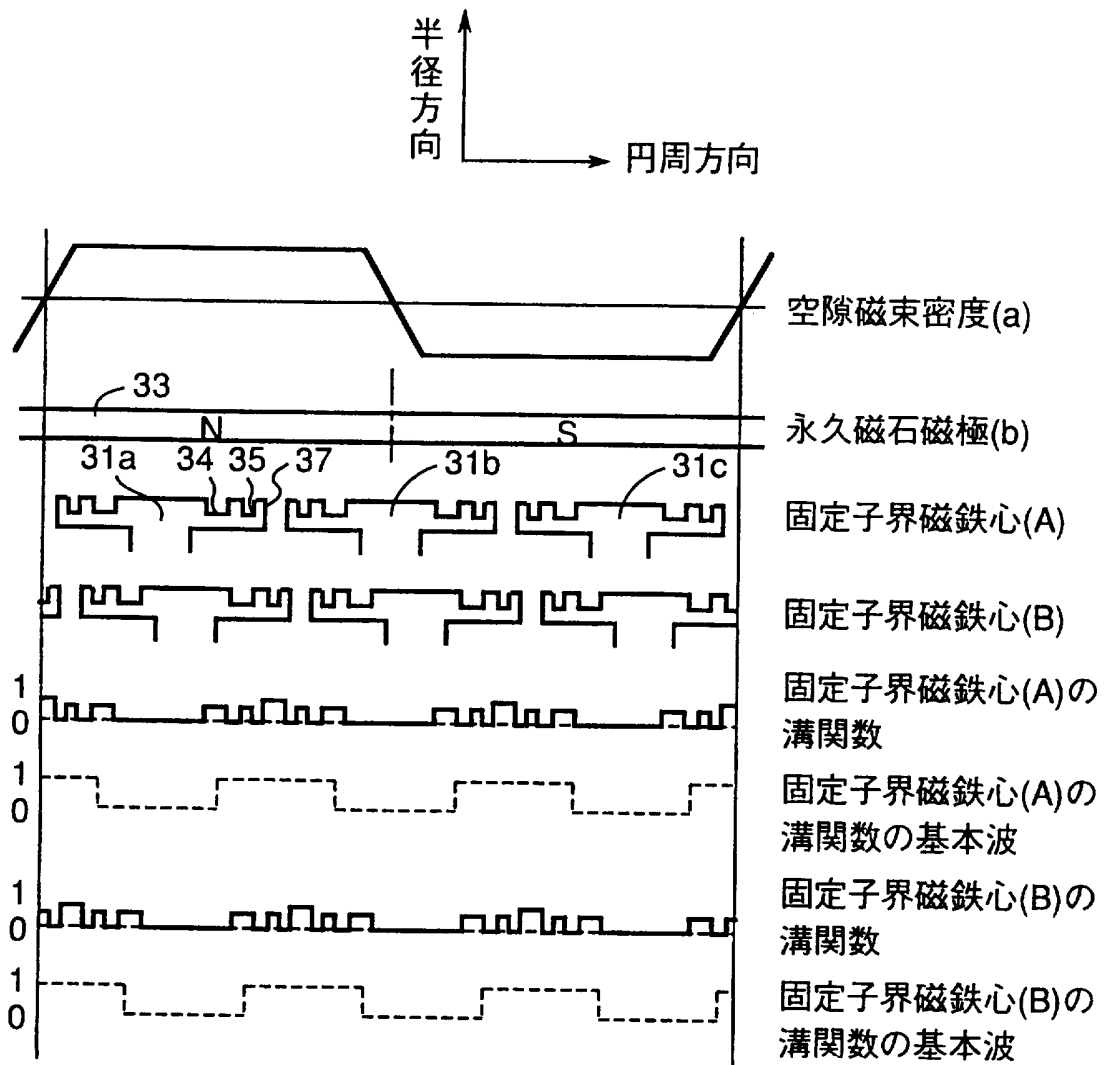 半径方向
円周方向
空隙磁束密度(a)
33
N
S
永久磁石磁極(b)
31a
34
35
37
31b
31c
固定子界磁鉄心(A)
固定子界磁鉄心(B)
1
0
固定子界磁鉄心(A)の
溝関数
1
0
固定子界磁鉄心(A)の
溝関数の基本波
1
0
固定子界磁鉄心(B)の
溝関数
1
0
固定子界磁鉄心(B)の
溝関数の基本波